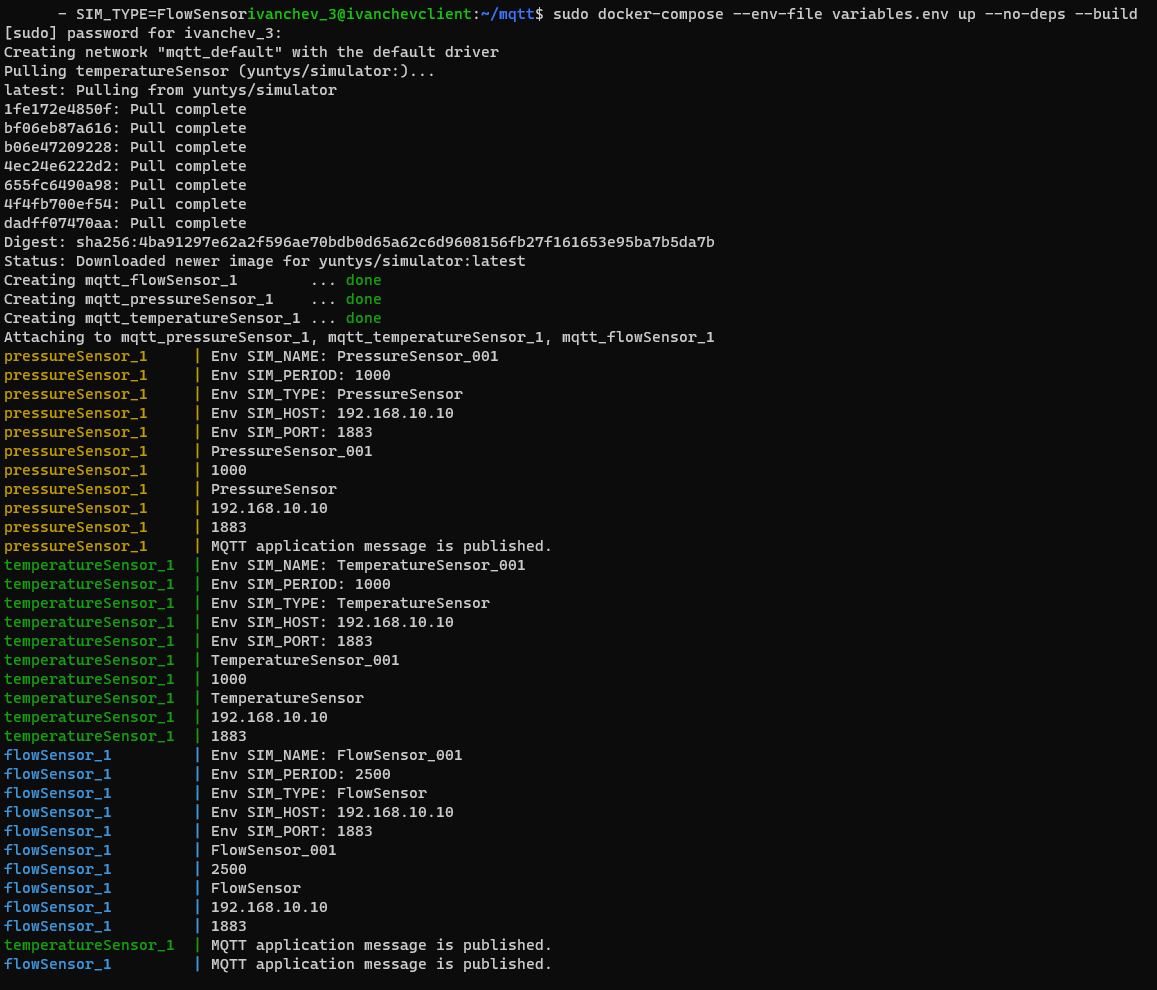 - SIM_TYPE=FlowSensorivanchev_3@ivanchevclient:~/mqtt$ sudo docker-compose --env-file variables.env up --no-deps --build
[sudo] password for ivanchev_3:
Creating network "mqtt_default" with the default driver
Pulling temperatureSensor (yuntys/simulator:)...
latest: Pulling from yuntys/simulator
1fe172e4850f: Pull complete
bf06eb87a616: Pull complete
b06e47209228: Pull complete
4ec24e6222d2: Pull complete
655fc6490a98: Pull complete
4f4fb700ef54: Pull complete
dadff07470aa: Pull complete
Digest: sha256:4ba91297e62a2f596ae70bdb0d65a62c6d9608156fb27f161653e95ba7b5da7b
Status: Downloaded newer image for yuntys/simulator:latest
Creating mqtt_flowSensor_1        ... done
Creating mqtt_pressureSensor_1    ... done
Creating mqtt_temperatureSensor_1 ... done
Attaching to mqtt_pressureSensor_1, mqtt_temperatureSensor_1, mqtt_flowSensor_1
pressureSensor_1     | Env SIM_NAME: PressureSensor_001
pressureSensor_1     | Env SIM_PERIOD: 1000
pressureSensor_1     | Env SIM_TYPE: PressureSensor
pressureSensor_1     | Env SIM_HOST: 192.168.10.10
pressureSensor_1     | Env SIM_PORT: 1883
pressureSensor_1     | PressureSensor_001
pressureSensor_1     | 1000
pressureSensor_1     | PressureSensor
pressureSensor_1     | 192.168.10.10
pressureSensor_1     | 1883
pressureSensor_1     | MQTT application message is published.
temperatureSensor_1  | Env SIM_NAME: TemperatureSensor_001
temperatureSensor_1  | Env SIM_PERIOD: 1000
temperatureSensor_1  | Env SIM_TYPE: TemperatureSensor
temperatureSensor_1  | Env SIM_HOST: 192.168.10.10
temperatureSensor_1  | Env SIM_PORT: 1883
temperatureSensor_1  | TemperatureSensor_001
temperatureSensor_1  | 1000
temperatureSensor_1  | TemperatureSensor
temperatureSensor_1  | 192.168.10.10
temperatureSensor_1  | 1883
flowSensor_1         | Env SIM_NAME: FlowSensor_001
flowSensor_1         | Env SIM_PERIOD: 2500
flowSensor_1         | Env SIM_TYPE: FlowSensor
flowSensor_1         | Env SIM_HOST: 192.168.10.10
flowSensor_1         | Env SIM_PORT: 1883
flowSensor_1         | FlowSensor_001
flowSensor_1         | 2500
flowSensor_1         | FlowSensor
flowSensor_1         | 192.168.10.10
flowSensor_1         | 1883
temperatureSensor_1  | MQTT application message is published.
flowSensor_1         | MQTT application message is published.